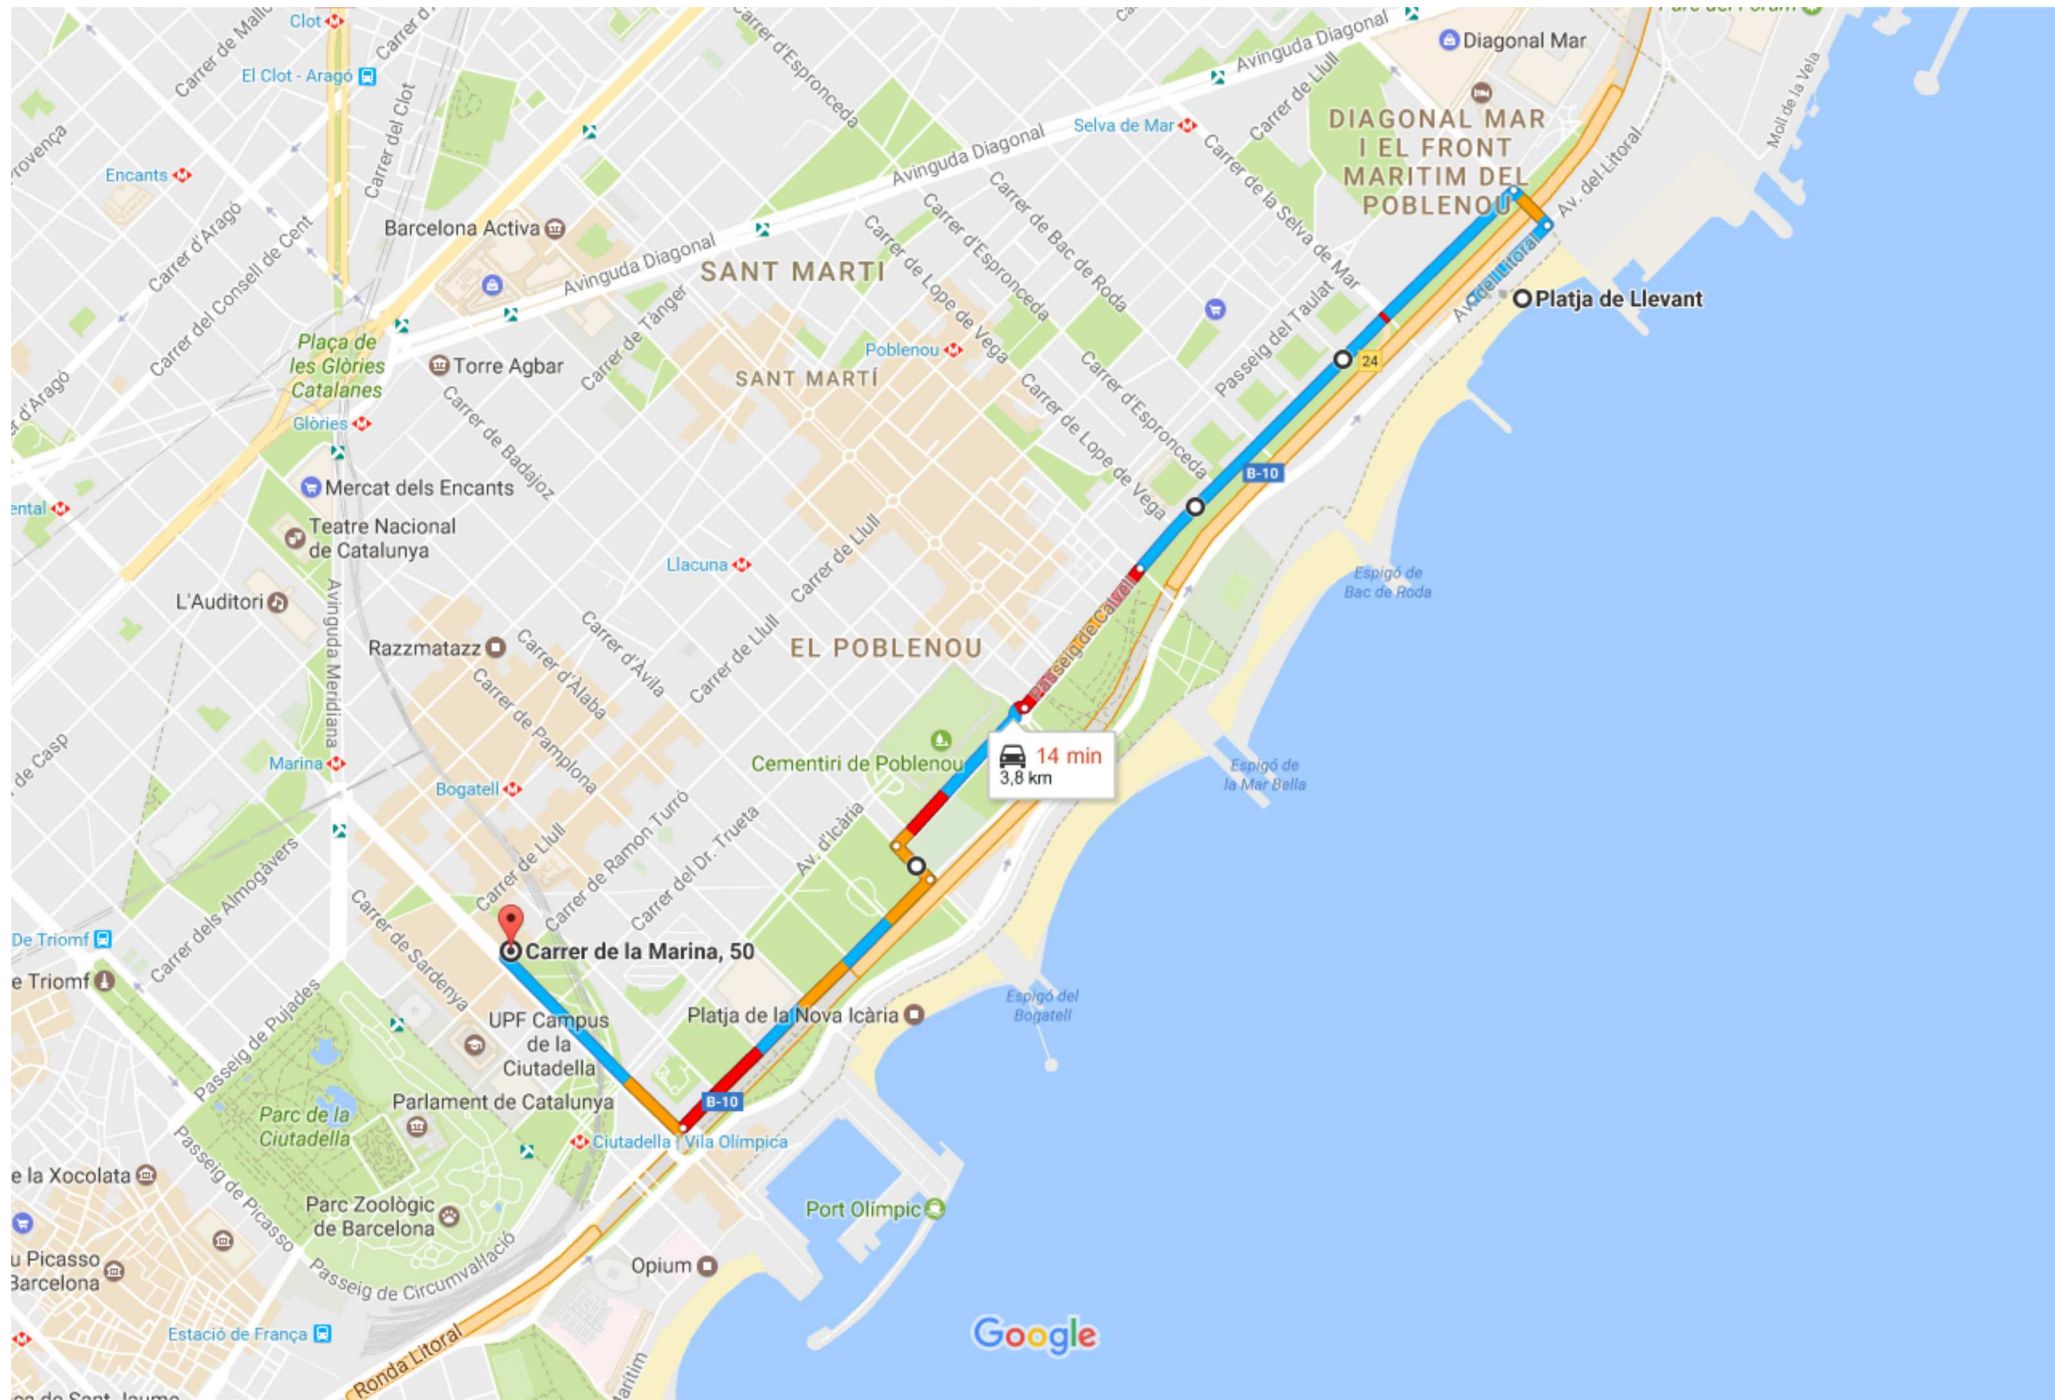 Clot
Carrer de Mallo
Carrer d'
Carrer d'Espronceda
Avinguda Diagonal
Diagonal Mar
El Clot - Aragó
Carrer del Clot
Carrer de Llull
Moll de la Vela
Provença
Encants
Selva de Mar
DIAGONAL MAR
I EL FRONT
MARITIM DEL
POBLENOU
Avinguda Diagonal
Carrer de la Selva de Mar
Av. del Litoral
Carrer d'Aragó
Carrer del Consell de Cent
Barcelona Activa
Avinguda Diagonal
SANT MARTI
Carrer de Bac de Roda
Carrer d'Espronceda
Carrer de Lope de Vega
Av. del Litoral
Platja de Llevant
Carrer de Tànger
Passeig del Taulat
Plaça de
les Glòries
Catalanes
Torre Agbar
Poblenou
SANT MARTÍ
24
Carrer d'Espronceda
Carrer de Lope de Vega
Glòries
Carrer de Badajoz
B-10
Mercat dels Encants
Teatre Nacional
de Catalunya
Carrer de Llull
Llacuna
Espigó de
Bac de Roda
L'Auditori
Avinguda Meridiana
Passeig de Calvell
Razzmatazz
Carrer d'Àvila
Carrer d'Àlaba
Carrer de Pamplona
Carrer de Llull
EL POBLENOU
14 min
3,8 km
Cementiri de Poblenou
Espigó de
la Mar Bella
de Casp
Marina
Bogatell
Carrer de Llull
Carrer de Ramon Turró
Carrer del Dr. Trueta
Av. d'Icària
Carrer dels Almogàvers
Carrer de Sardenya
De Triomf
e Triomf
Carrer de la Marina, 50
Espigó del
Bogatell
Platja de la Nova Icària
UPF Campus
de la
Ciutadella
Passeig de Pujades
Parc de la
Ciutadella
Parlament de Catalunya
B-10
Ciutadella | Vila Olímpica
e la Xocolata
Passeig de Picasso
Parc Zoològic
de Barcelona
Port Olímpic
u Picasso
Barcelona
Passeig de Circumval·lació
Opium
Estació de França
Ronda Litoral
Google